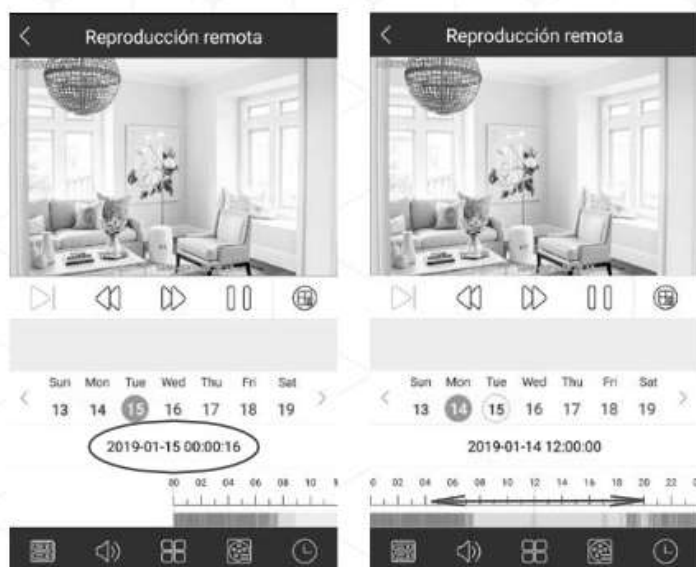 Reproducción remota
Sun Mon Tue Wed Thu Fri Sat
13 14 15 16 17 18 19
2019-01-15 00:00:16
00 02 04 06 08 10
Reproducción remota
Sun Mon Tue Wed Thu Fri Sat
13 14 15 16 17 18 19
2019-01-14 12:00:00
0 02 04 06 08 10 12 14 16 18 20 22 0